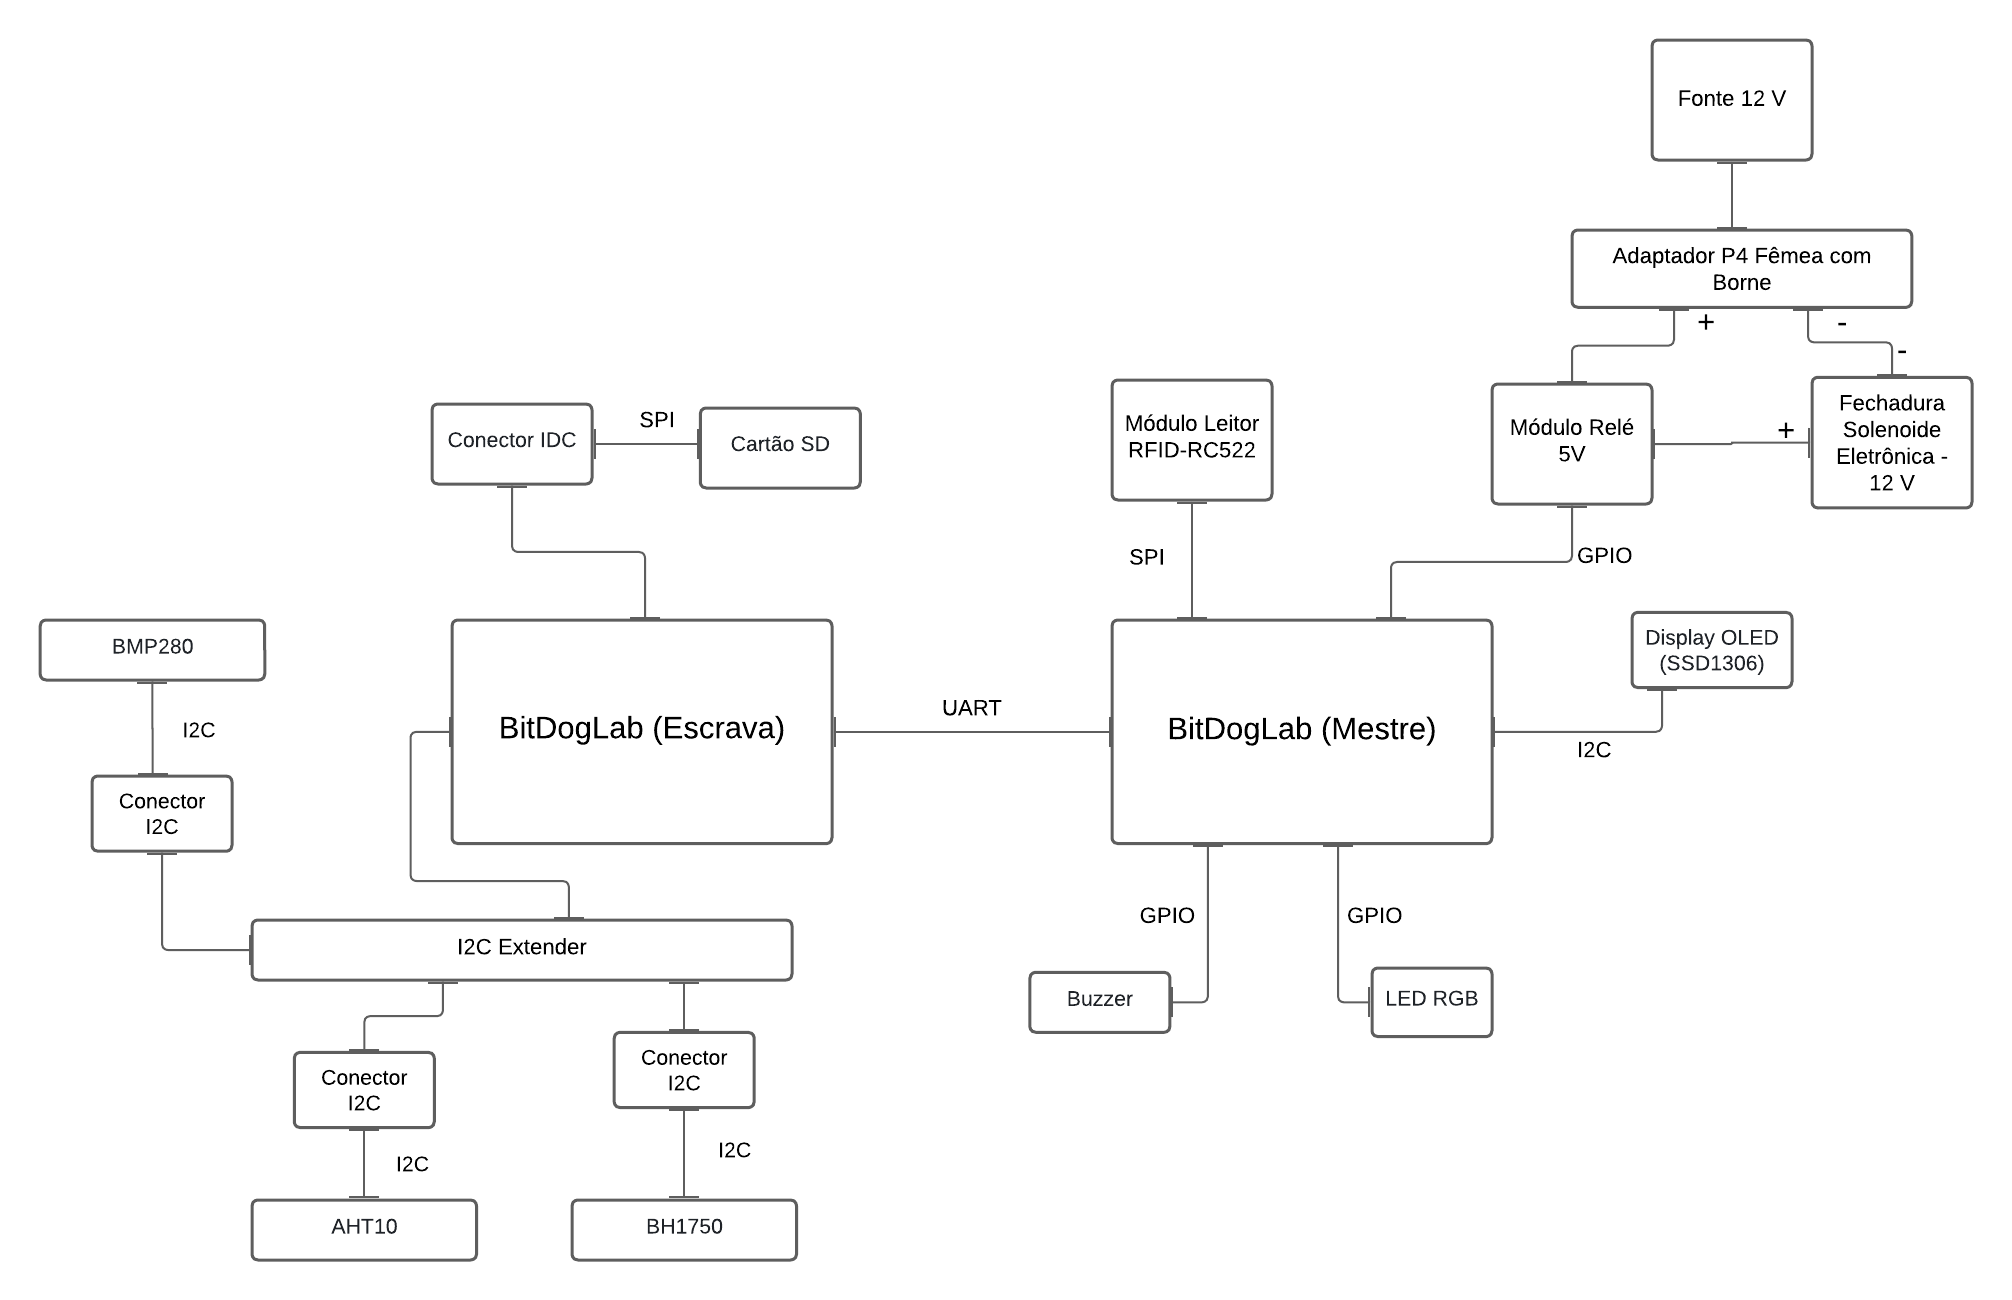 Fonte 12 V
Adaptador P4 Fêmea com
Borne
+
-
-
Conector IDC
SPI
Cartão SD
Módulo Leitor
RFID-RC522
Módulo Relé
5V
+
Fechadura
Solenoide
Eletrônica -
12 V
SPI
GPIO
BMP280
I2C
Conector
I2C
BitDogLab (Escrava)
UART
BitDogLab (Mestre)
Display OLED
(SSD1306)
I2C
I2C Extender
GPIO
GPIO
Buzzer
LED RGB
Conector
I2C
Conector
I2C
I2C
I2C
AHT10
BH1750